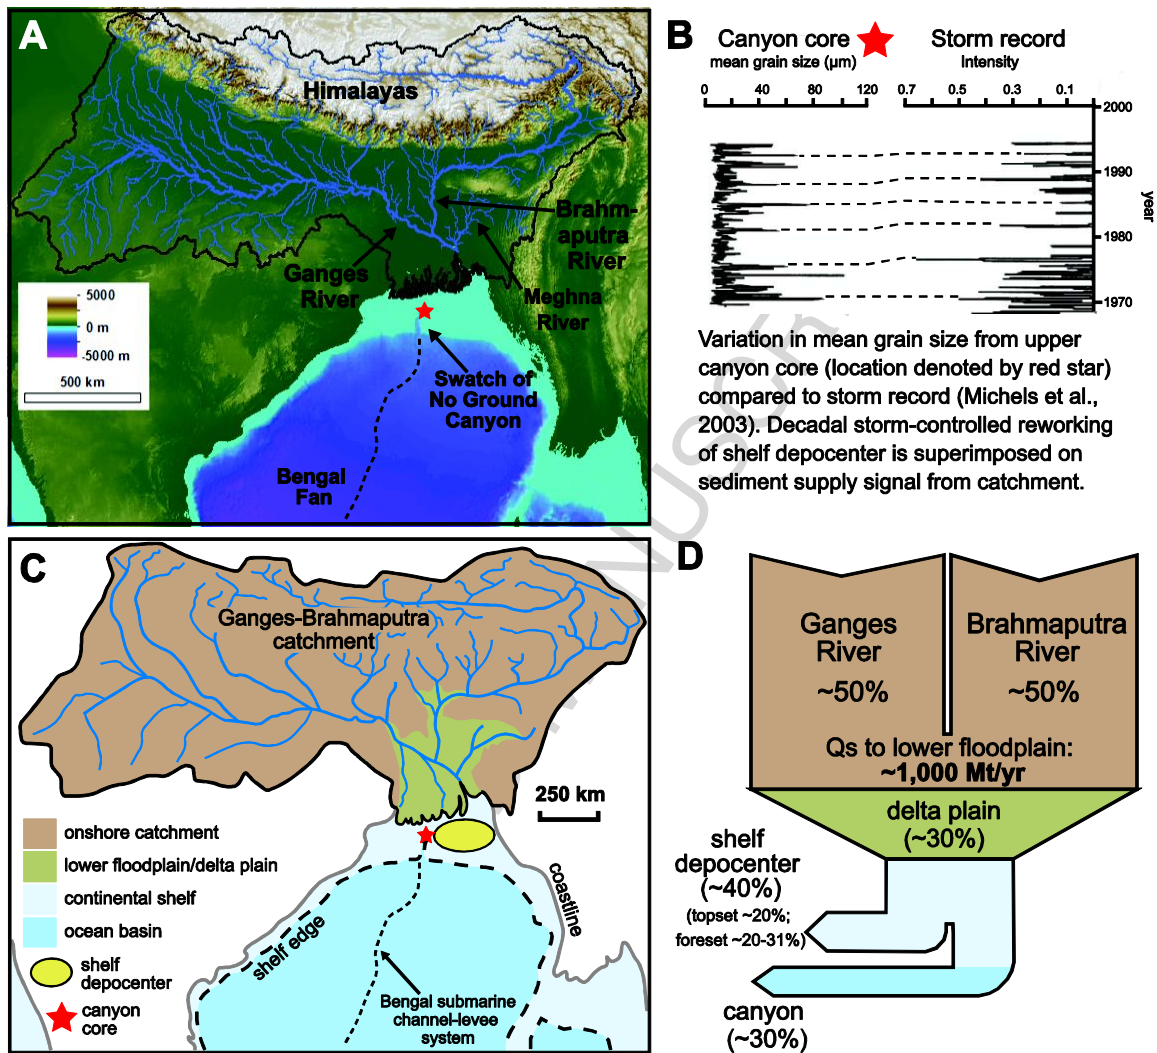 A
Himalayas
Brahm-
aputra
River
Ganges
River
Meghna
River
5000
0 m
-5000 m
500 km
Swatch of
No Ground
Canyon
Bengal
Fan
B
Canyon core
mean grain size (µm)
Storm record
Intensity
0 40 80 120 0.7 0.5 0.3 0.1
2000
1990
1980
1970
year
Variation in mean grain size from upper
canyon core (location denoted by red star)
compared to storm record (Michels et al.,
2003). Decadal storm-controlled reworking
of shelf depocenter is superimposed on
sediment supply signal from catchment.
C
Ganges-Brahmaputra
catchment
250 km
onshore catchment
lower floodplain/delta plain
continental shelf
ocean basin
shelf
depocenter
canyon
core
shelf edge
coastline
Bengal submarine
channel-levee
system
D
Ganges
River
~50%
Brahmaputra
River
~50%
Qs to lower floodplain:
~1,000 Mt/yr
delta plain
(~30%)
shelf
depocenter
(~40%)
(topset ~20%;
foreset ~20-31%)
canyon
(~30%)